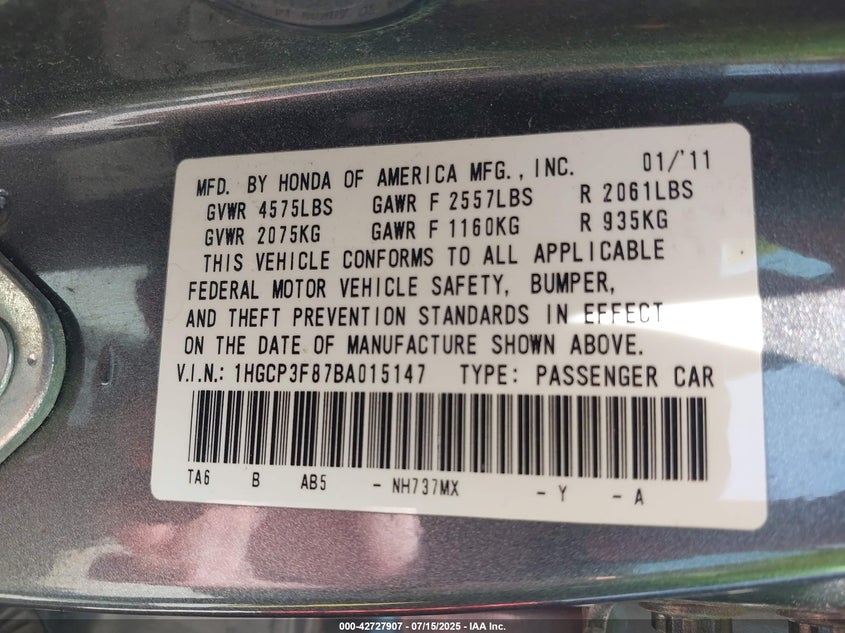 MFD. BY HONDA OF AMERICA MFG., INC. 01/'11
GVWR 4575LBS GAWR F 2557LBS R 2061LBS
GVWR 2075KG GAWR F 1160KG R 935KG
THIS VEHICLE CONFORMS TO ALL APPLICABLE
FEDERAL MOTOR VEHICLE SAFETY, BUMPER,
AND THEFT PREVENTION STANDARDS IN EFFECT
ON THE DATE OF MANUFACTURE SHOWN ABOVE.
V.I.N.: 1HGCP3F87BA015147 TYPE: PASSENGER CAR
TA6 B AB5 - NH737MX - Y - A
000-42727907 - 07/15/2025 - IAA Inc.